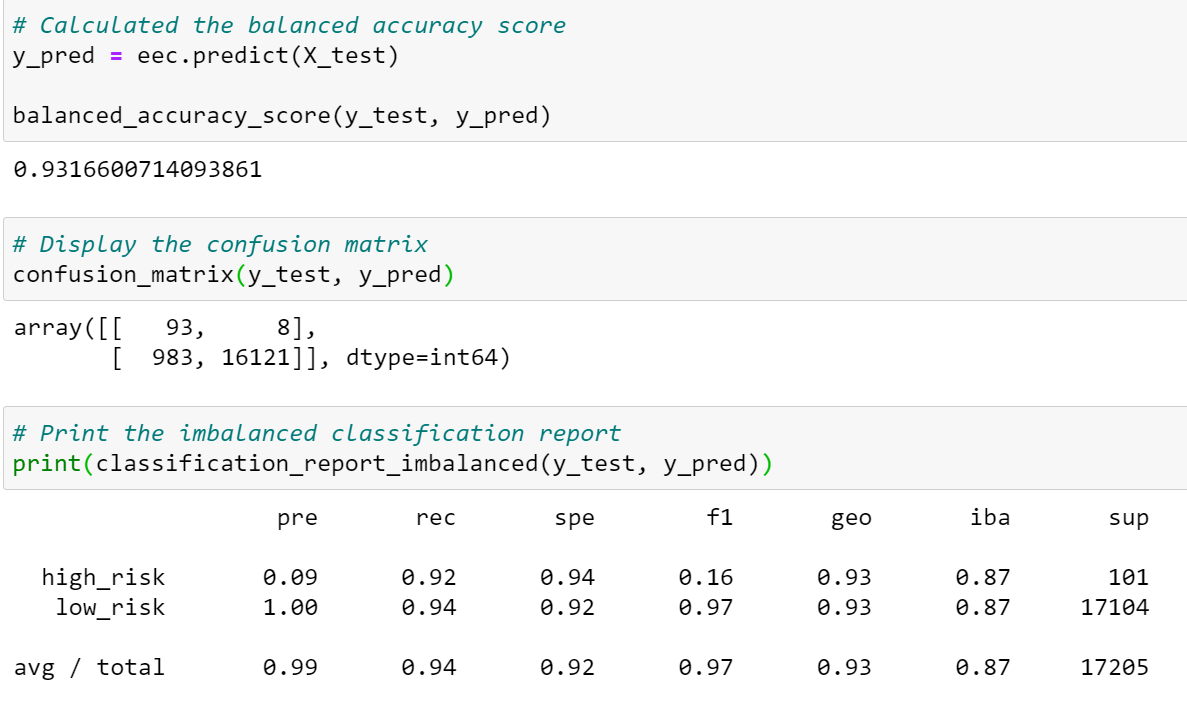 # Calculated the balanced accuracy score
y_pred = eec.predict(X_test)
balanced_accuracy_score(y_test, y_pred)
0.9316600714093861
# Display the confusion matrix
confusion_matrix(y_test, y_pred)
array([[   93,     8],
       [  983, 16121]], dtype=int64)
# Print the imbalanced classification report
print(classification_report_imbalanced(y_test, y_pred))
                   pre       rec       spe        f1       geo       iba       sup
  high_risk       0.09      0.92      0.94      0.16      0.93      0.87       101
   low_risk       1.00      0.94      0.92      0.97      0.93      0.87     17104
avg / total       0.99      0.94      0.92      0.97      0.93      0.87     17205